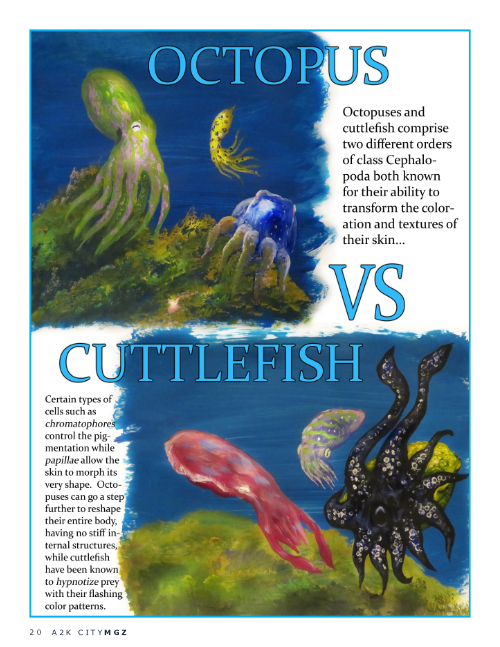 OCTOPUS
Octopuses and
cuttlefish comprise
two different orders
of class Cephalo-
poda both known
for their ability to
transform the color-
ation and textures of
their skin...
VS
CUTTLEFISH
Certain types of
cells such as
chromatophores
control the pig-
mentation while
papillae allow the
skin to morph its
very shape. Octo-
puses can go a step
further to reshape
their entire body,
having no stiff in-
ternal structures,
while cuttlefish
have been known
to hypnotize prey
with their flashing
color patterns.
20 A2K CITYMGZ